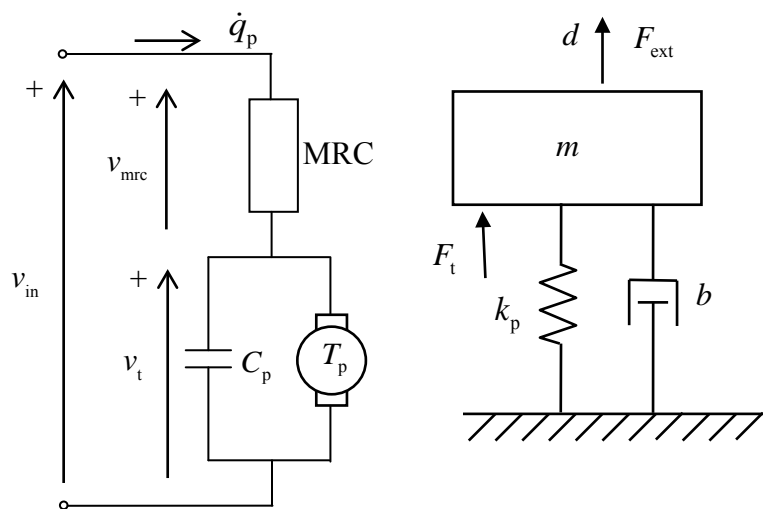 q̇p
+
+
vmrc
MRC
vin
+
vt
Cp
Tp
d
Fext
m
Ft
kp
b